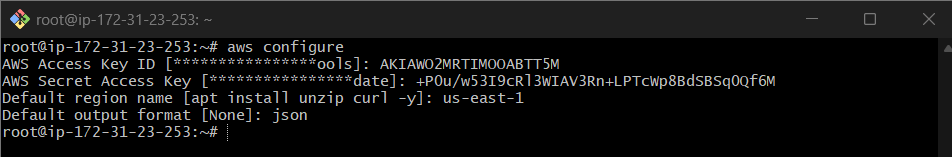 root@ip-172-31-23-253: ~
root@ip-172-31-23-253:~# aws configure
AWS Access Key ID [****************ools]: AKIAWO2MRTIMOOABTT5M
AWS Secret Access Key [****************date]: 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
Default region name [apt install unzip curl -y]: us-east-1
Default output format [None]: json
root@ip-172-31-23-253:~#